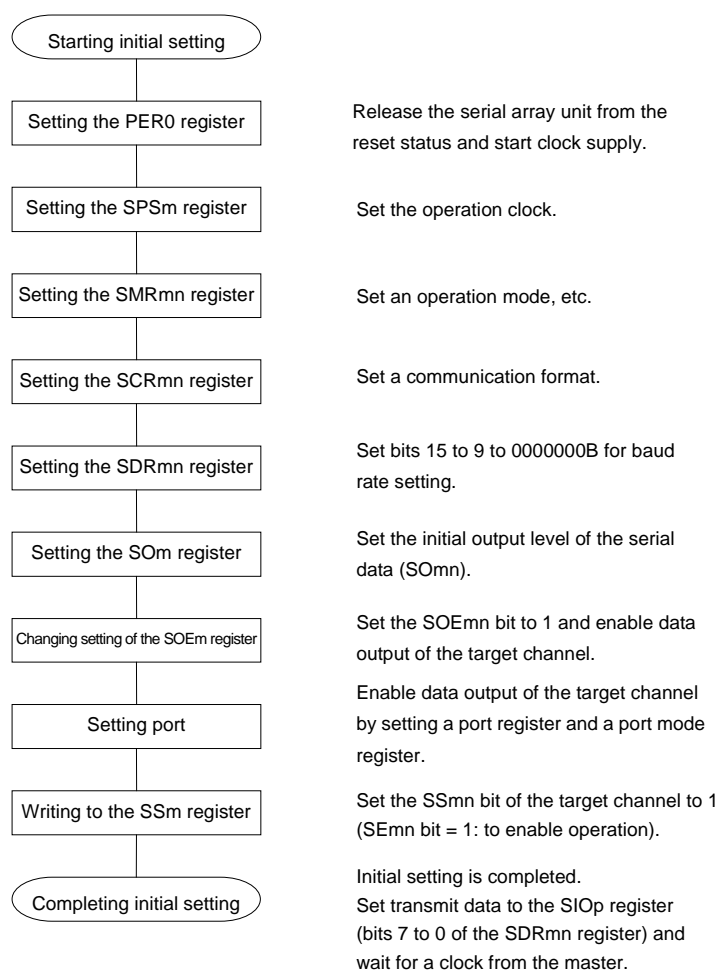 Starting initial setting
Setting the PER0 register
Release the serial array unit from the
reset status and start clock supply.
Setting the SPSm register
Set the operation clock.
Setting the SMRmn register
Set an operation mode, etc.
Setting the SCRmn register
Set a communication format.
Setting the SDRmn register
Set bits 15 to 9 to 0000000B for baud
rate setting.
Setting the SOm register
Set the initial output level of the serial
data (SOmn).
Changing setting of the SOEm register
Set the SOEmn bit to 1 and enable data
output of the target channel.
Setting port
Enable data output of the target channel
by setting a port register and a port mode
register.
Writing to the SSm register
Set the SSmn bit of the target channel to 1
(SEmn bit = 1: to enable operation).
Completing initial setting
Initial setting is completed.
Set transmit data to the SIOp register
(bits 7 to 0 of the SDRmn register) and
wait for a clock from the master.